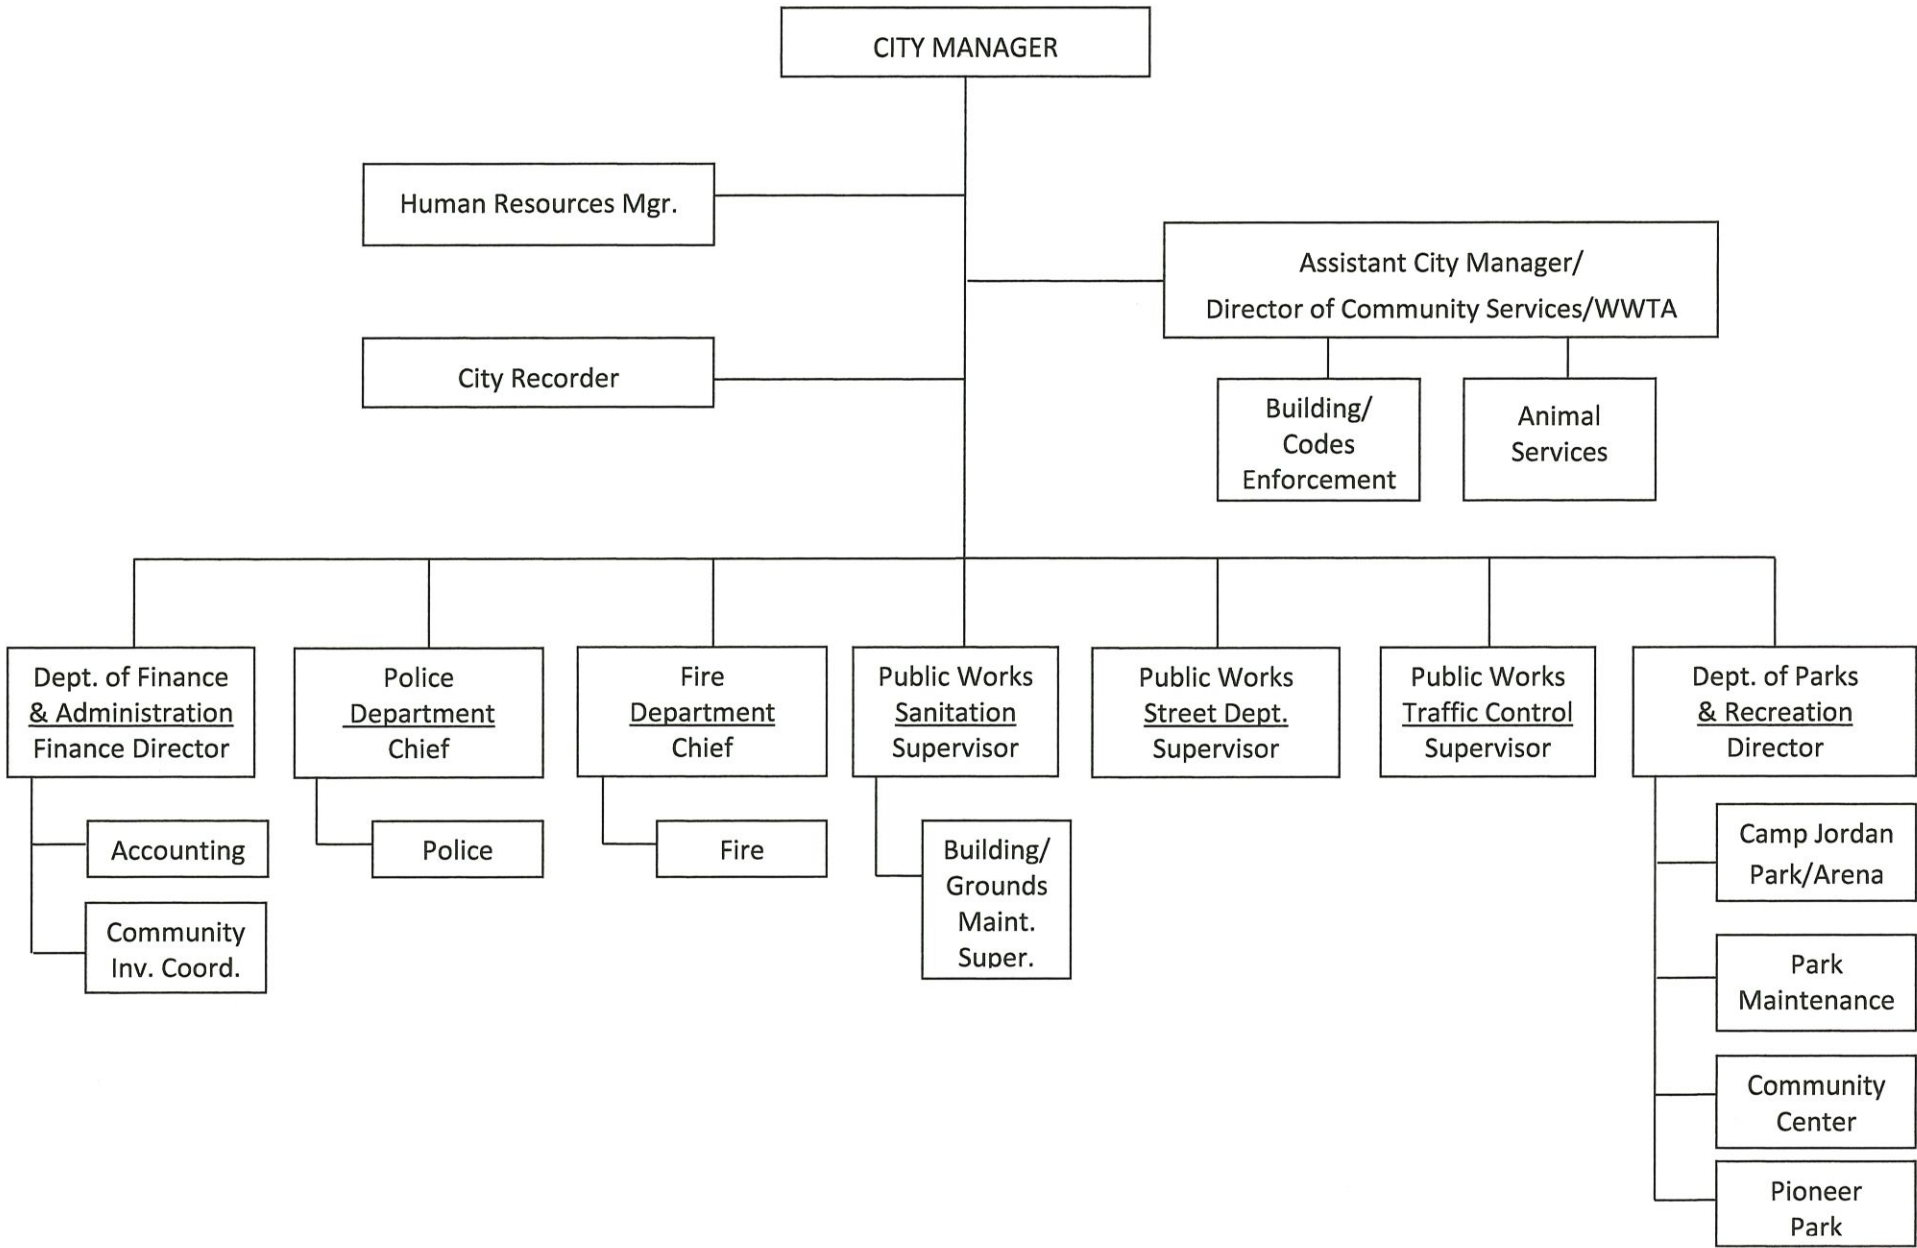 CITY MANAGER
Human Resources Mgr.
Assistant City Manager/
Director of Community Services/WWTA
City Recorder
Building/
Codes
Enforcement
Animal
Services
Dept. of Finance
& Administration
Finance Director
Police
Department
Chief
Fire
Department
Chief
Public Works
Sanitation
Supervisor
Public Works
Street Dept.
Supervisor
Public Works
Traffic Control
Supervisor
Dept. of Parks
& Recreation
Director
Accounting
Community
Inv. Coord.
Police
Fire
Building/
Grounds
Maint.
Super.
Camp Jordan
Park/Arena
Park
Maintenance
Community
Center
Pioneer
Park